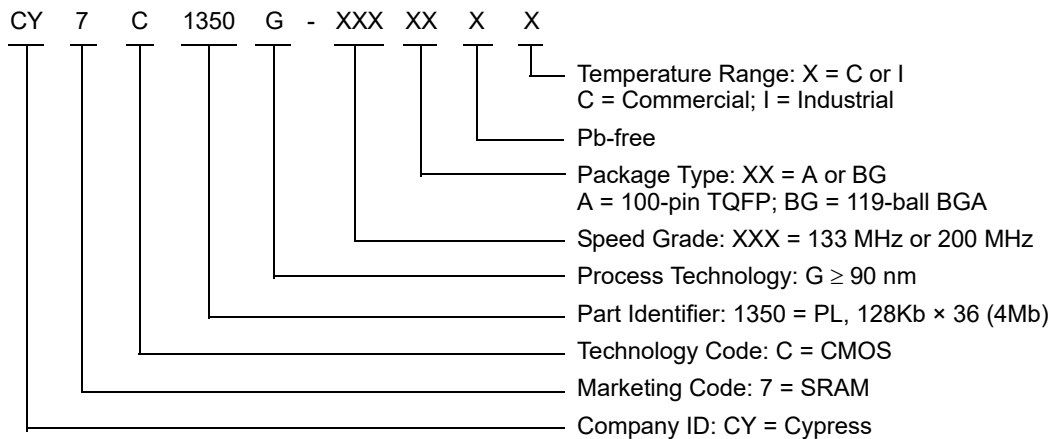 CY 7 C 1350 G - XXX XX X X
Temperature Range: X = C or I
C = Commercial; I = Industrial
Pb-free
Package Type: XX = A or BG
A = 100-pin TQFP; BG = 119-ball BGA
Speed Grade: XXX = 133 MHz or 200 MHz
Process Technology: G ≥ 90 nm
Part Identifier: 1350 = PL, 128Kb × 36 (4Mb)
Technology Code: C = CMOS
Marketing Code: 7 = SRAM
Company ID: CY = Cypress